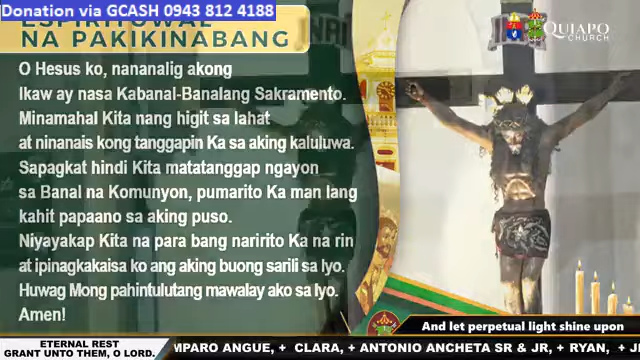 Donation via GCASH 0943 812 4188
ESPIRITUWAL
NA PAKIKINABANG
QUIAPO
CHURCH
O Hesus ko, nananalig akong
Ikaw ay nasa Kabanal-Banalang Sakramento.
Minamahal Kita nang higit sa lahat
at ninanais kong tanggapin Ka sa aking kaluluwa.
Sapagkat hindi Kita matatanggap ngayon
sa Banal na Komunyon, pumarito Ka man lang
kahit papaano sa aking puso.
Niyayakap Kita na para bang naririto Ka na rin
at ipinagkakaisa ko ang aking buong sarili sa Iyo.
Huwag Mong pahintulutang mawalay ako sa Iyo.
Amen!
And let perpetual light shine upon
ETERNAL REST
GRANT UNTO THEM, O LORD.
MPARO ANGUE, + CLARA, + ANTONIO ANCHETA SR & JR, + RYAN, +